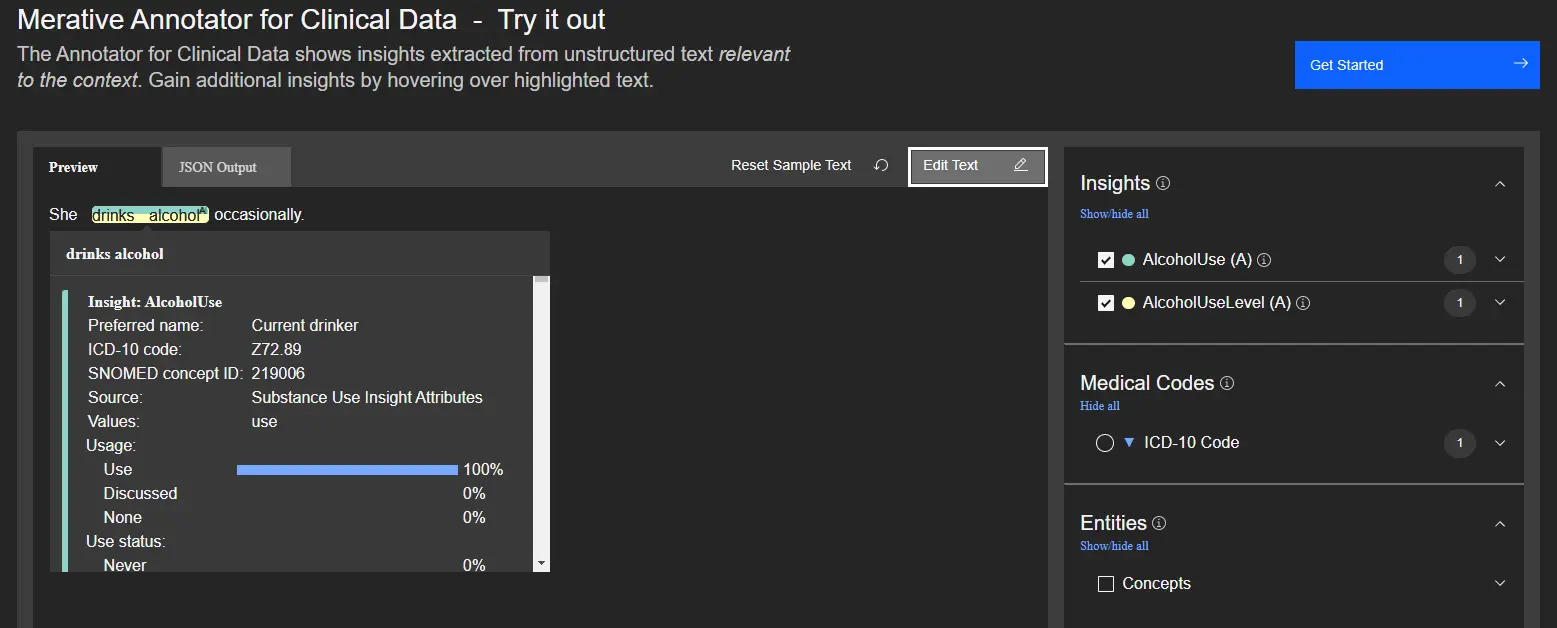 Merative Annotator for Clinical Data - Try it out
The Annotator for Clinical Data shows insights extracted from unstructured text relevant
to the context. Gain additional insights by hovering over highlighted text.
Get Started
Preview
JSON Output
Reset Sample Text
Edit Text
She drinks alcohol A occasionally.
drinks alcohol
Insight: AlcoholUse
Preferred name: Current drinker
ICD-10 code: Z72.89
SNOMED concept ID: 219006
Source: Substance Use Insight Attributes
Values: use
Usage:
Use 100%
Discussed 0%
None 0%
Use status:
Never 0%
Insights
Show/hide all
AlcoholUse (A) 1
AlcoholUseLevel (A) 1
Medical Codes
Hide all
ICD-10 Code 1
Entities
Show/hide all
Concepts